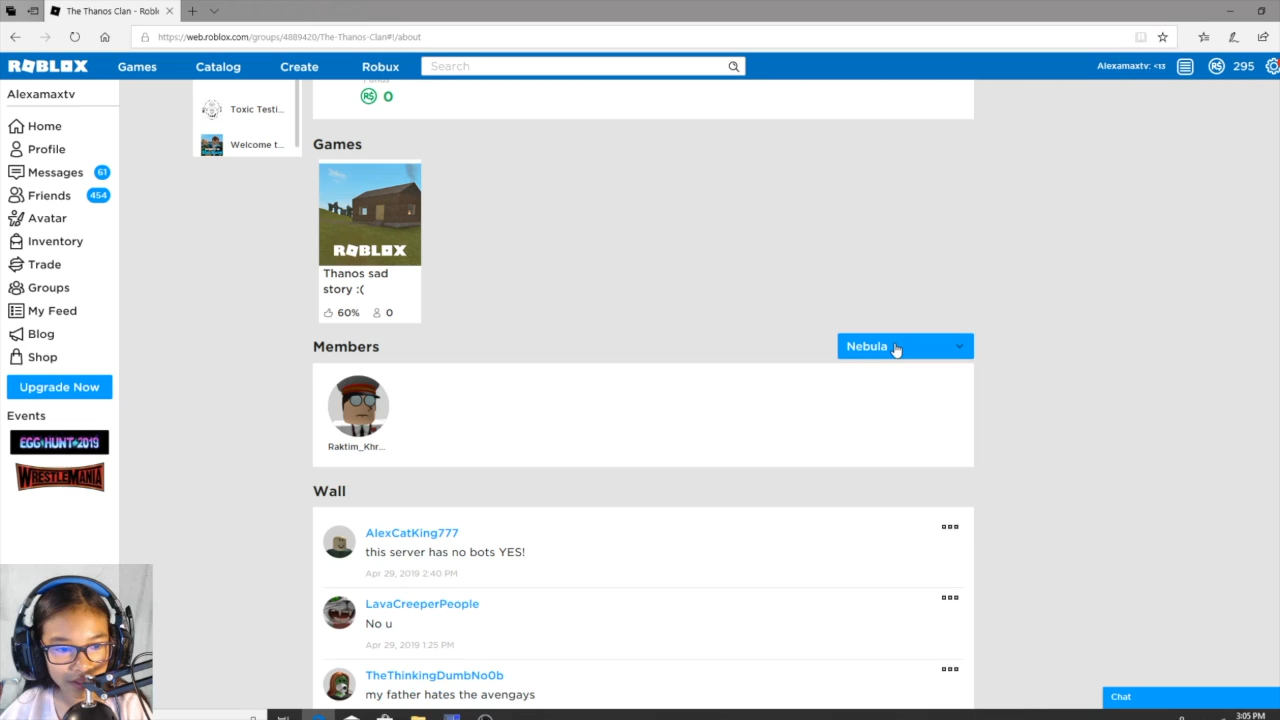 The Thanos Clan - Robl
https://web.roblox.com/groups/4889420/The-Thanos-Clan#!/about
ROBLOX
Games
Catalog
Create
Robux
Search
Alexamaxtv: <13
295
Alexamaxtv
Home
Profile
Messages 61
Friends 454
Avatar
Inventory
Trade
Groups
My Feed
Blog
Shop
Upgrade Now
Events
EGG HUNT 2019
WRESTLEMANIA
Toxic Testi...
Welcome t...
R$ 0
Games
ROBLOX
Thanos sad
story :(
60% 0
Members
Nebula
Raktim_Khr...
Wall
AlexCatKing777
this server has no bots YES!
Apr 29, 2019 2:40 PM
LavaCreeperPeople
No u
Apr 29, 2019 1:25 PM
TheThinkingDumbNo0b
my father hates the avengays
Chat
3:05 PM